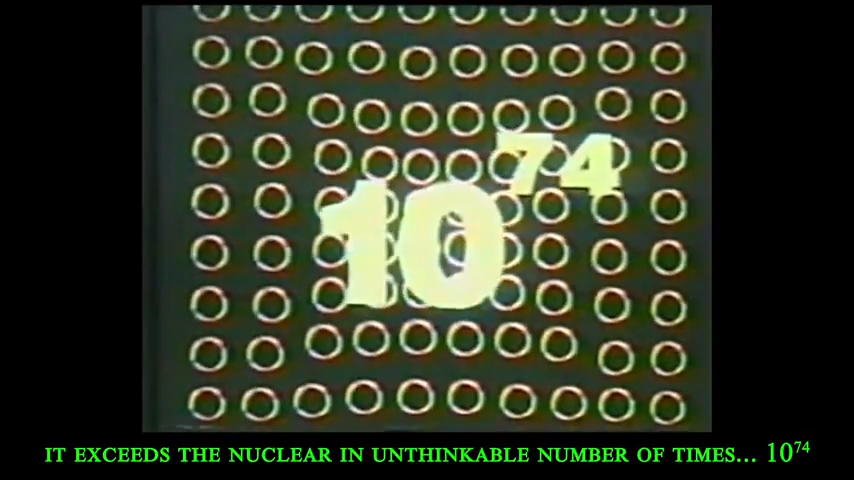 10⁷⁴
IT EXCEEDS THE NUCLEAR IN UNTHINKABLE NUMBER OF TIMES... 10⁷⁴